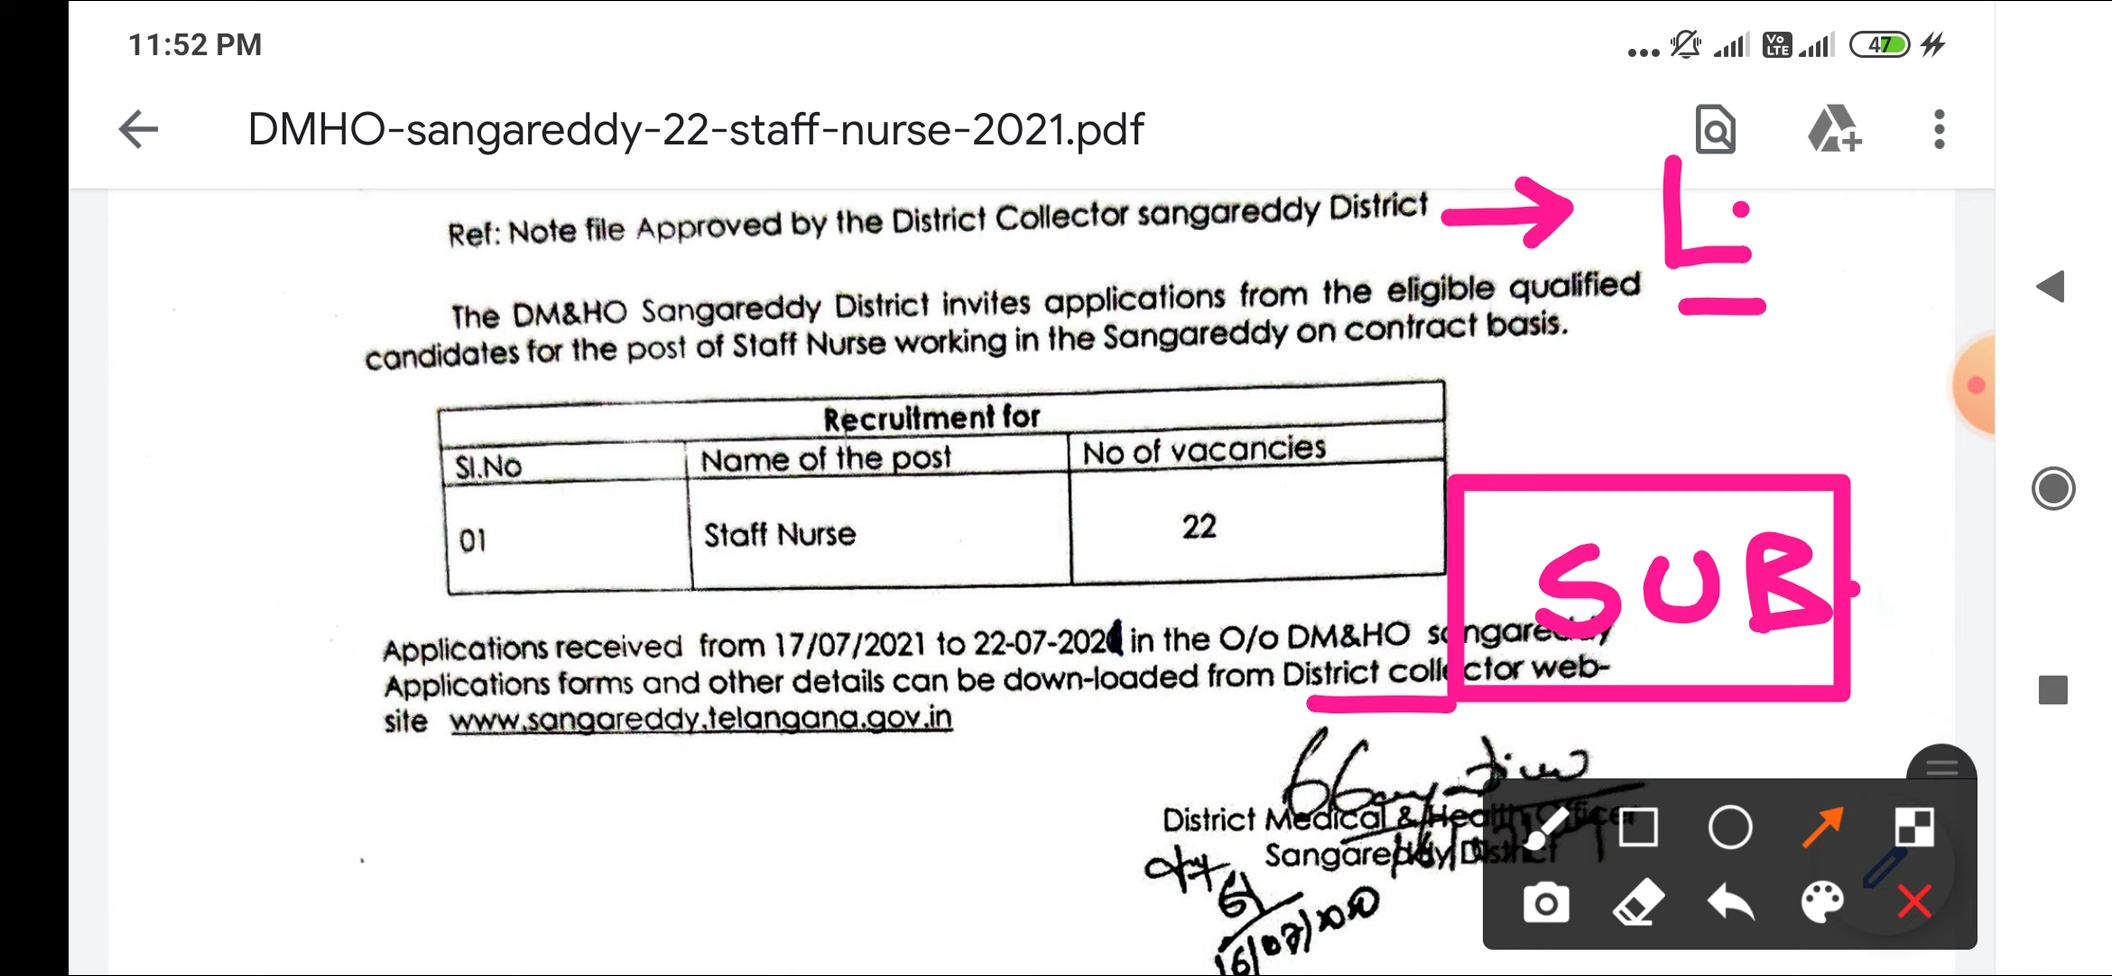 11:52 PM
Vo LTE
47
DMHO-sangareddy-22-staff-nurse-2021.pdf
Ref: Note file Approved by the District Collector sangareddy District
L.
The DM&HO Sangareddy District invites applications from the eligible qualified
candidates for the post of Staff Nurse working in the Sangareddy on contract basis.
Recruitment for
Sl.No Name of the post No of vacancies
01 Staff Nurse 22
SUB.
Applications received from 17/07/2021 to 22-07-2021 in the O/o DM&HO sangareddy
Applications forms and other details can be down-loaded from District collector web-
site www.sangareddy.telangana.gov.in
District Medical & Health Officer
Sangareddy District